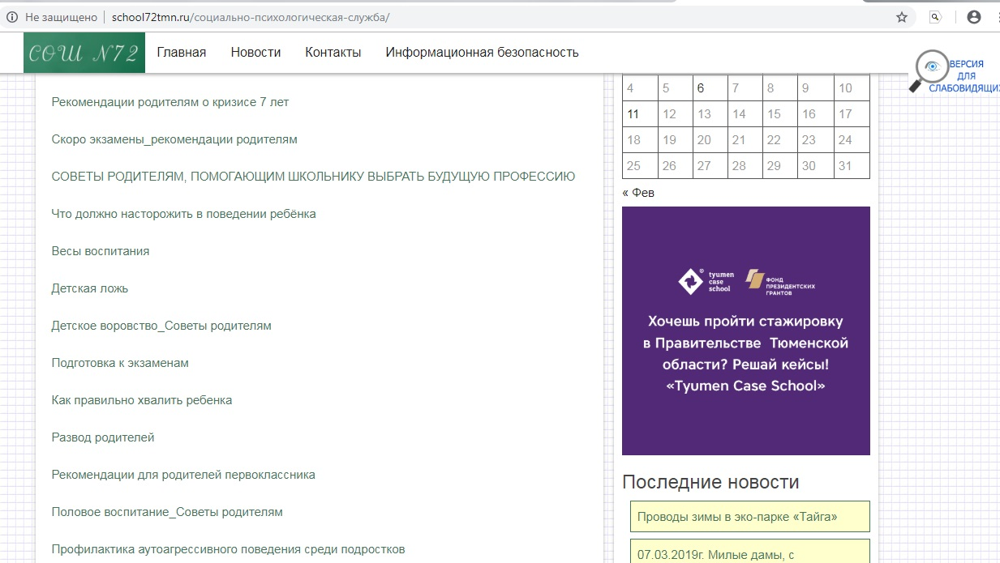 Не защищено school72tmn.ru/социально-психологическая-служба/
СОШ N72
Главная Новости Контакты Информационная безопасность
ВЕРСИЯ
ДЛЯ
СЛАБОВИДЯЩИХ
Рекомендации родителям о кризисе 7 лет
Скоро экзамены_рекомендации родителям
СОВЕТЫ РОДИТЕЛЯМ, ПОМОГАЮЩИМ ШКОЛЬНИКУ ВЫБРАТЬ БУДУЩУЮ ПРОФЕССИЮ
Что должно насторожить в поведении ребёнка
Весы воспитания
Детская ложь
Детское воровство_Советы родителям
Подготовка к экзаменам
Как правильно хвалить ребенка
Развод родителей
Рекомендации для родителей первоклассника
Половое воспитание_Советы родителям
Профилактика аутоагрессивного поведения среди подростков
4 5 6 7 8 9 10
11 12 13 14 15 16 17
18 19 20 21 22 23 24
25 26 27 28 29 30 31
« Фев
tyumen
case
school
ФОНД
ПРЕЗИДЕНТСКИХ
ГРАНТОВ
Хочешь пройти стажировку
в Правительстве Тюменской
области? Решай кейсы!
«Tyumen Case School»
Последние новости
Проводы зимы в эко-парке «Тайга»
07.03.2019г. Милые дамы, с